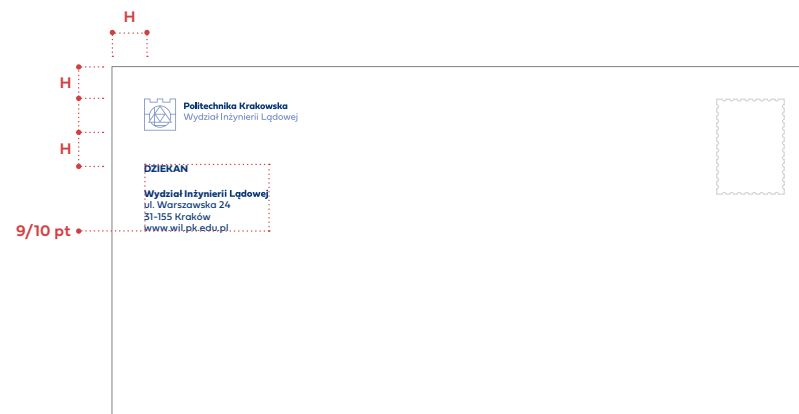 H
H
Politechnika Krakowska
Wydział Inżynierii Lądowej
H
DZIEKAN
Wydział Inżynierii Lądowej
ul. Warszawska 24
31-155 Kraków
www.wil.pk.edu.pl
9/10 pt